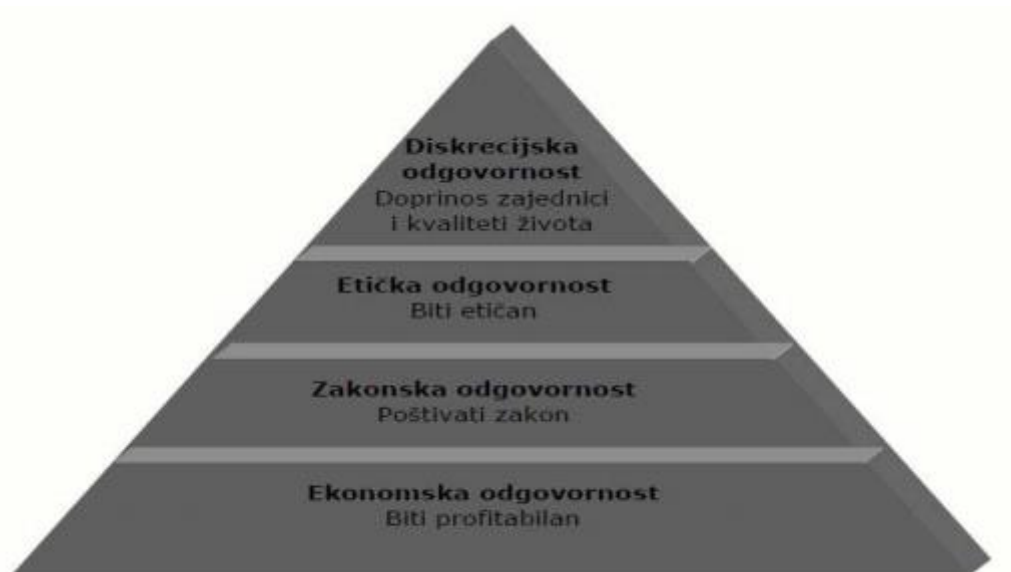 Diskrecijska
odgovornost
Doprinos zajednici
i kvaliteti života
Etička odgovornost
Biti etičan
Zakonska odgovornost
Poštivati zakon
Ekonomska odgovornost
Biti profitabilan